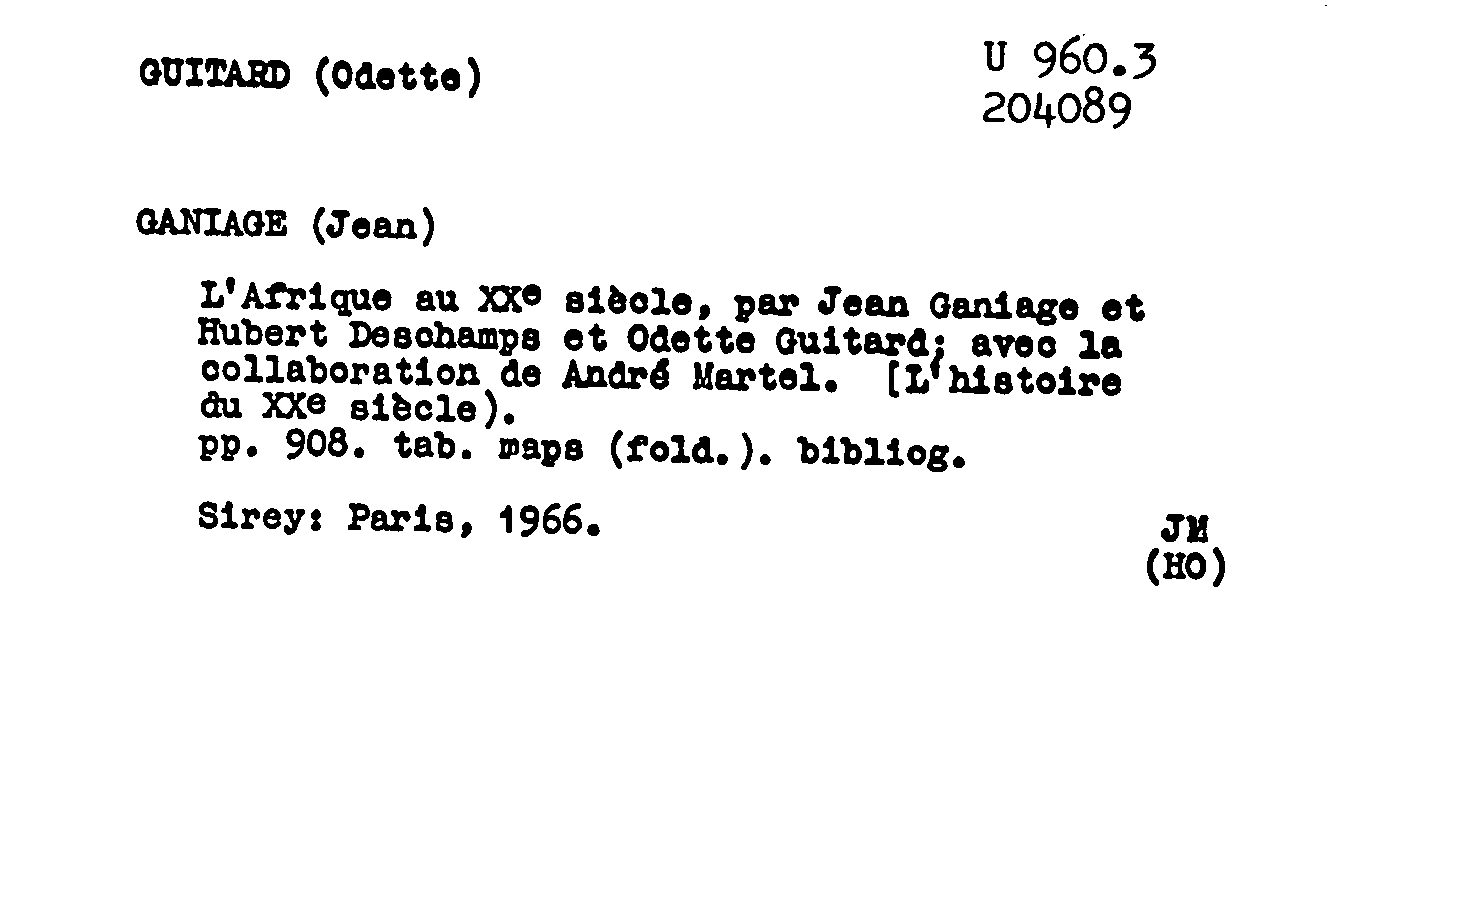 GUITARD (Odette)
U 960.3
204089
GANIAGE (Jean)
L'Afrique au XXe siècle, par Jean Ganiage et
Hubert Deschamps et Odette Guitard; avec la
collaboration de André Martel. [L'histoire
du XXe siècle).
pp. 908. tab. maps (fold.). bibliog.
Sirey: Paris, 1966.
JM
(HO)